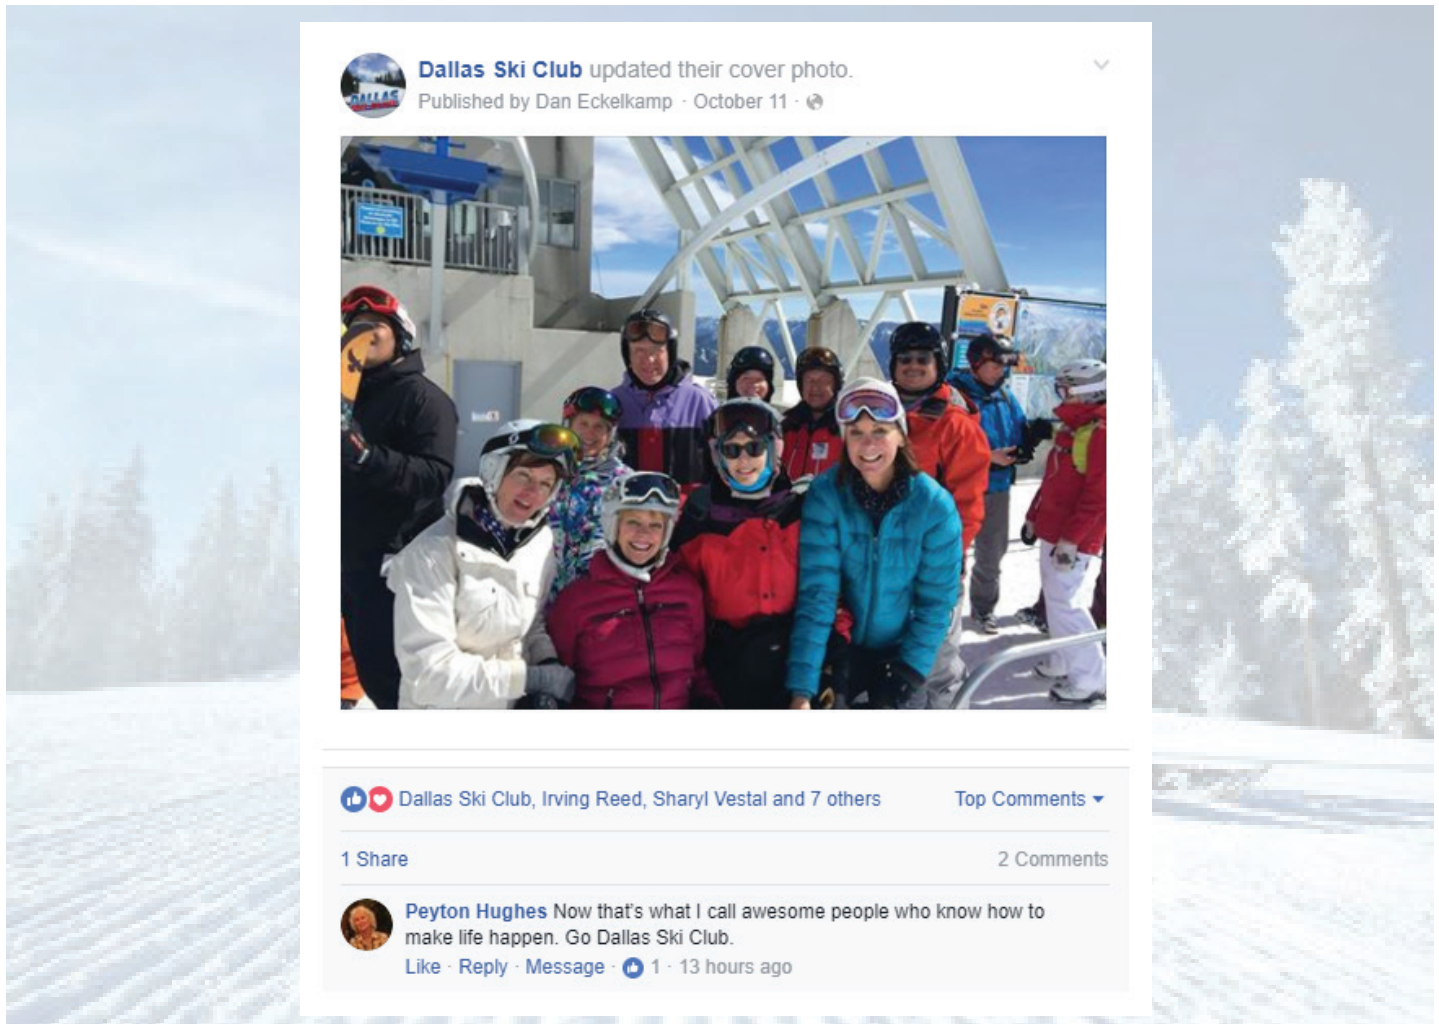 Dallas Ski Club updated their cover photo.
Published by Dan Eckelkamp · October 11 ·
DALLAS
Dallas Ski Club, Irving Reed, Sharyl Vestal and 7 others
Top Comments
1 Share
2 Comments
Peyton Hughes Now that's what I call awesome people who know how to
make life happen. Go Dallas Ski Club.
Like · Reply · Message · 1 · 13 hours ago